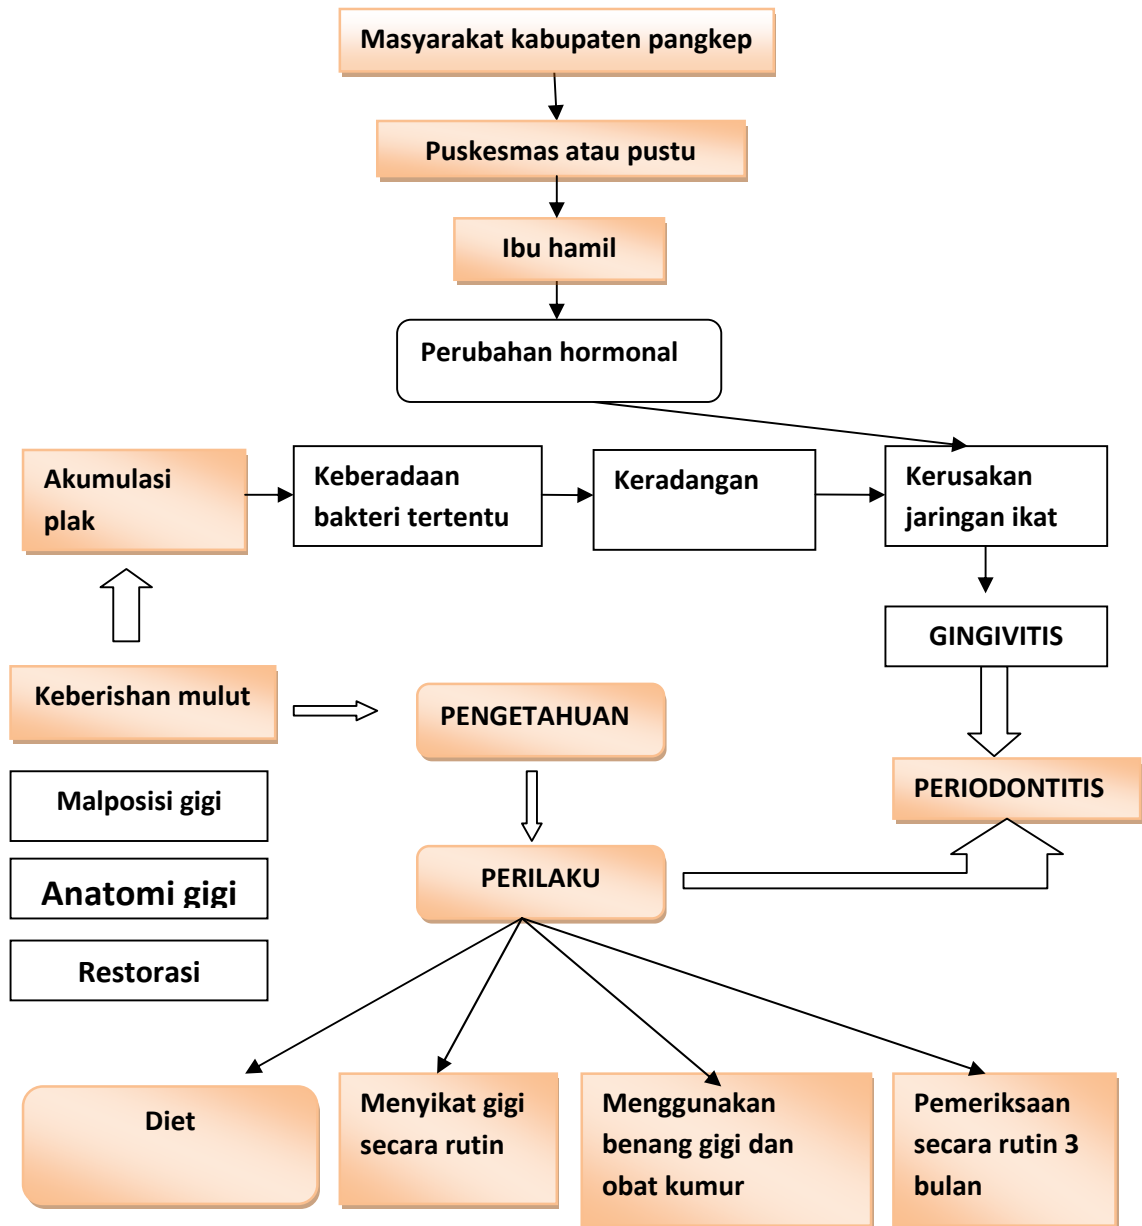 Masyarakat kabupaten pangkep
Puskesmas atau pustu
Ibu hamil
Perubahan hormonal
Akumulasi
plak
Keberadaan
bakteri tertentu
Keradangan
Kerusakan
jaringan ikat
GINGIVITIS
Keberishan mulut
PENGETAHUAN
PERIODONTITIS
Malposisi gigi
Anatomi gigi
PERILAKU
Restorasi
Diet
Menyikat gigi
secara rutin
Menggunakan
benang gigi dan
obat kumur
Pemeriksaan
secara rutin 3
bulan